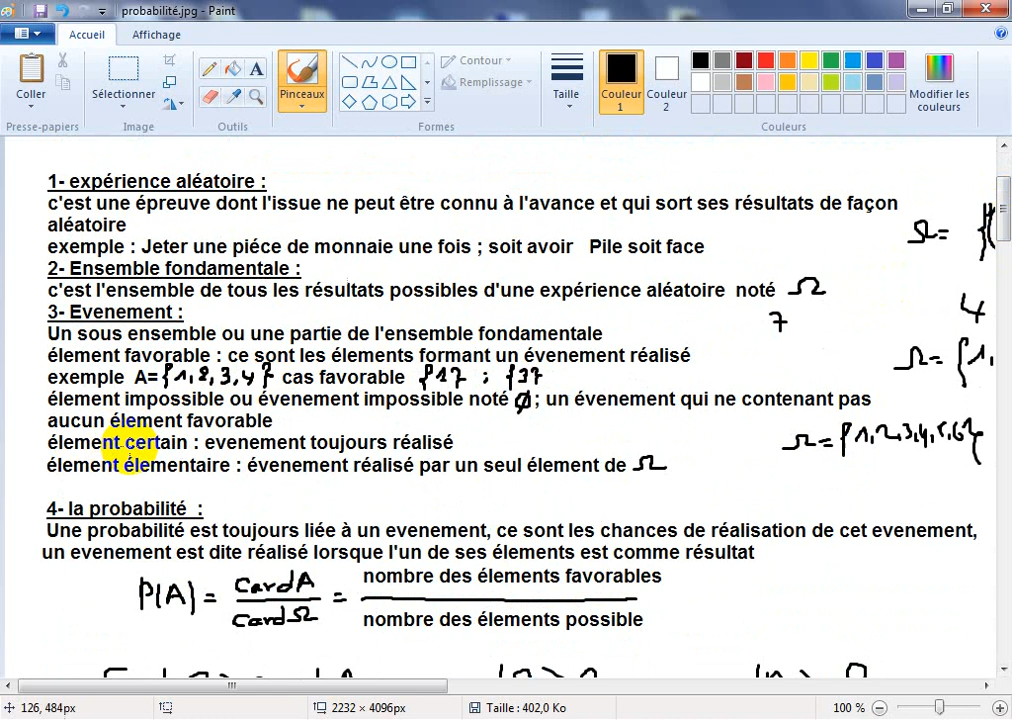 probabilité.jpg - Paint
Accueil Affichage
Coller
Sélectionner
Pinceaux
Contour
Remplissage
Taille
Couleur 1
Couleur 2
Modifier les couleurs
Presse-papiers Image Outils Formes Couleurs
1- expérience aléatoire :
c'est une épreuve dont l'issue ne peut être connu à l'avance et qui sort ses résultats de façon
aléatoire
Ω= {(
exemple : Jeter une piéce de monnaie une fois ; soit avoir Pile soit face
2- Ensemble fondamentale :
c'est l'ensemble de tous les résultats possibles d'une expérience aléatoire noté Ω
3- Evenement :
7
4
Un sous ensemble ou une partie de l'ensemble fondamentale
élement favorable : ce sont les élements formant un évenement réalisé
Ω= {1,
exemple A={1,2,3,4} cas favorable {1} ; {3}
élement impossible ou évenement impossible noté Ø; un évenement qui ne contenant pas
aucun élement favorable
élement certain : evenement toujours réalisé
Ω={1,2,3,4,5,6}
élement élementaire : évenement réalisé par un seul élement de Ω
4- la probabilité :
Une probabilité est toujours liée à un evenement, ce sont les chances de réalisation de cet evenement,
un evenement est dite réalisé lorsque l'un de ses élements est comme résultat
P(A) = cardA / cardΩ = nombre des élements favorables
nombre des élements possible
126, 484px
2232 × 4096px
Taille : 402,0 Ko
100 %